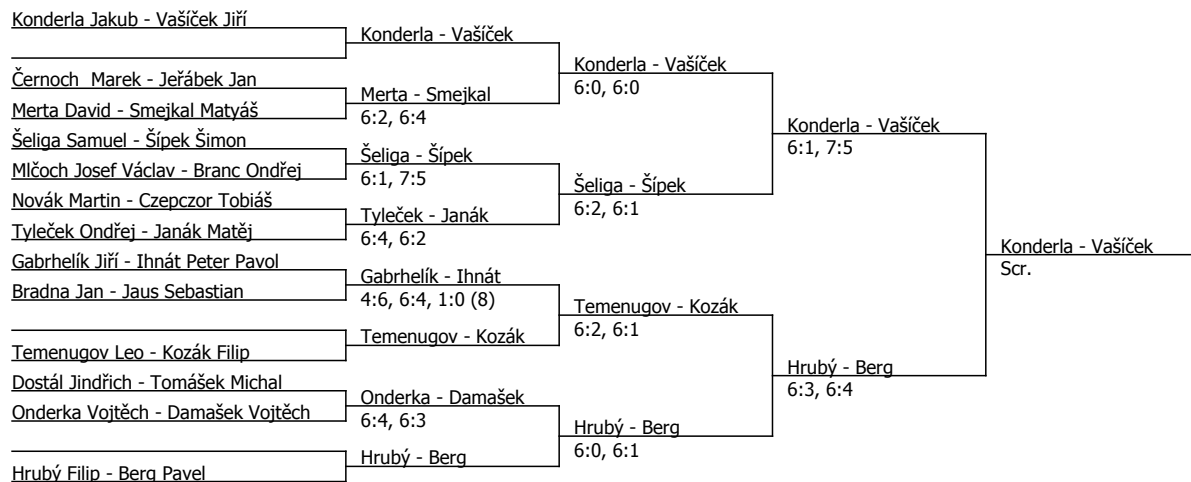 Konderla Jakub - Vašíček Jiří
Konderla - Vašíček
Konderla - Vašíček
6:0, 6:0
Černoch  Marek - Jeřábek Jan
Merta - Smejkal
6:2, 6:4
Merta David - Smejkal Matyáš
Konderla - Vašíček
6:1, 7:5
Šeliga Samuel - Šípek Šimon
Šeliga - Šípek
6:1, 7:5
Mlčoch Josef Václav - Branc Ondřej
Šeliga - Šípek
6:2, 6:1
Novák Martin - Czepczor Tobiáš
Tyleček - Janák
6:4, 6:2
Tyleček Ondřej - Janák Matěj
Konderla - Vašíček
Scr.
Gabrhelík Jiří - Ihnát Peter Pavol
Gabrhelík - Ihnát
4:6, 6:4, 1:0 (8)
Bradna Jan - Jaus Sebastian
Temenugov - Kozák
6:2, 6:1
Temenugov - Kozák
Temenugov Leo - Kozák Filip
Hrubý - Berg
6:3, 6:4
Dostál Jindřich - Tomášek Michal
Onderka - Damašek
6:4, 6:3
Onderka Vojtěch - Damašek Vojtěch
Hrubý - Berg
6:0, 6:1
Hrubý - Berg
Hrubý Filip - Berg Pavel